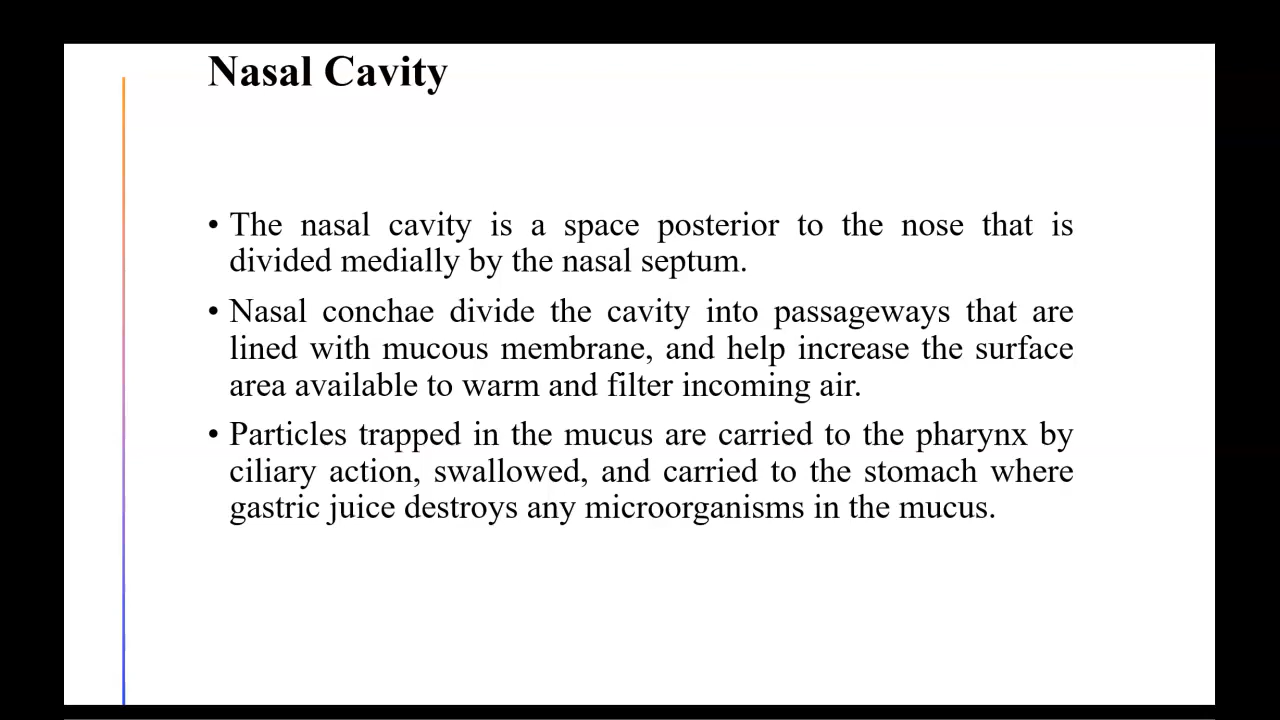 Nasal Cavity
• The nasal cavity is a space posterior to the nose that is
divided medially by the nasal septum.
• Nasal conchae divide the cavity into passageways that are
lined with mucous membrane, and help increase the surface
area available to warm and filter incoming air.
• Particles trapped in the mucus are carried to the pharynx by
ciliary action, swallowed, and carried to the stomach where
gastric juice destroys any microorganisms in the mucus.